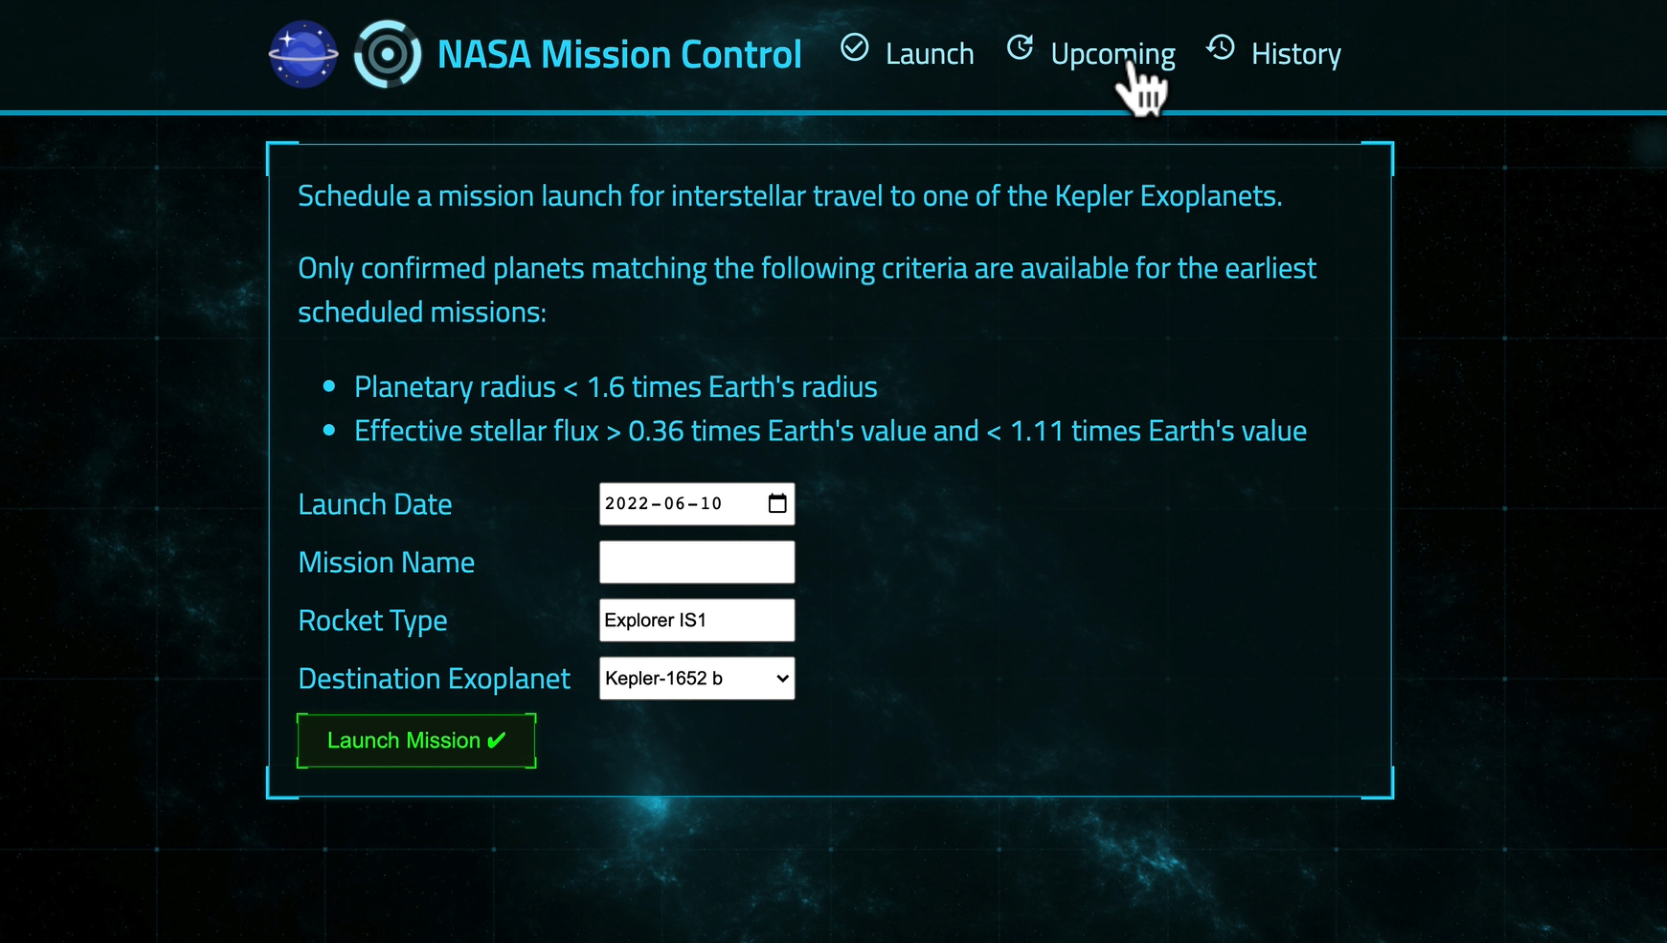 NASA Mission Control Launch Upcoming History
Schedule a mission launch for interstellar travel to one of the Kepler Exoplanets.
Only confirmed planets matching the following criteria are available for the earliest
scheduled missions:
• Planetary radius < 1.6 times Earth's radius
• Effective stellar flux > 0.36 times Earth's value and < 1.11 times Earth's value
Launch Date 2022-06-10
Mission Name
Rocket Type Explorer IS1
Destination Exoplanet Kepler-1652 b
Launch Mission ✔